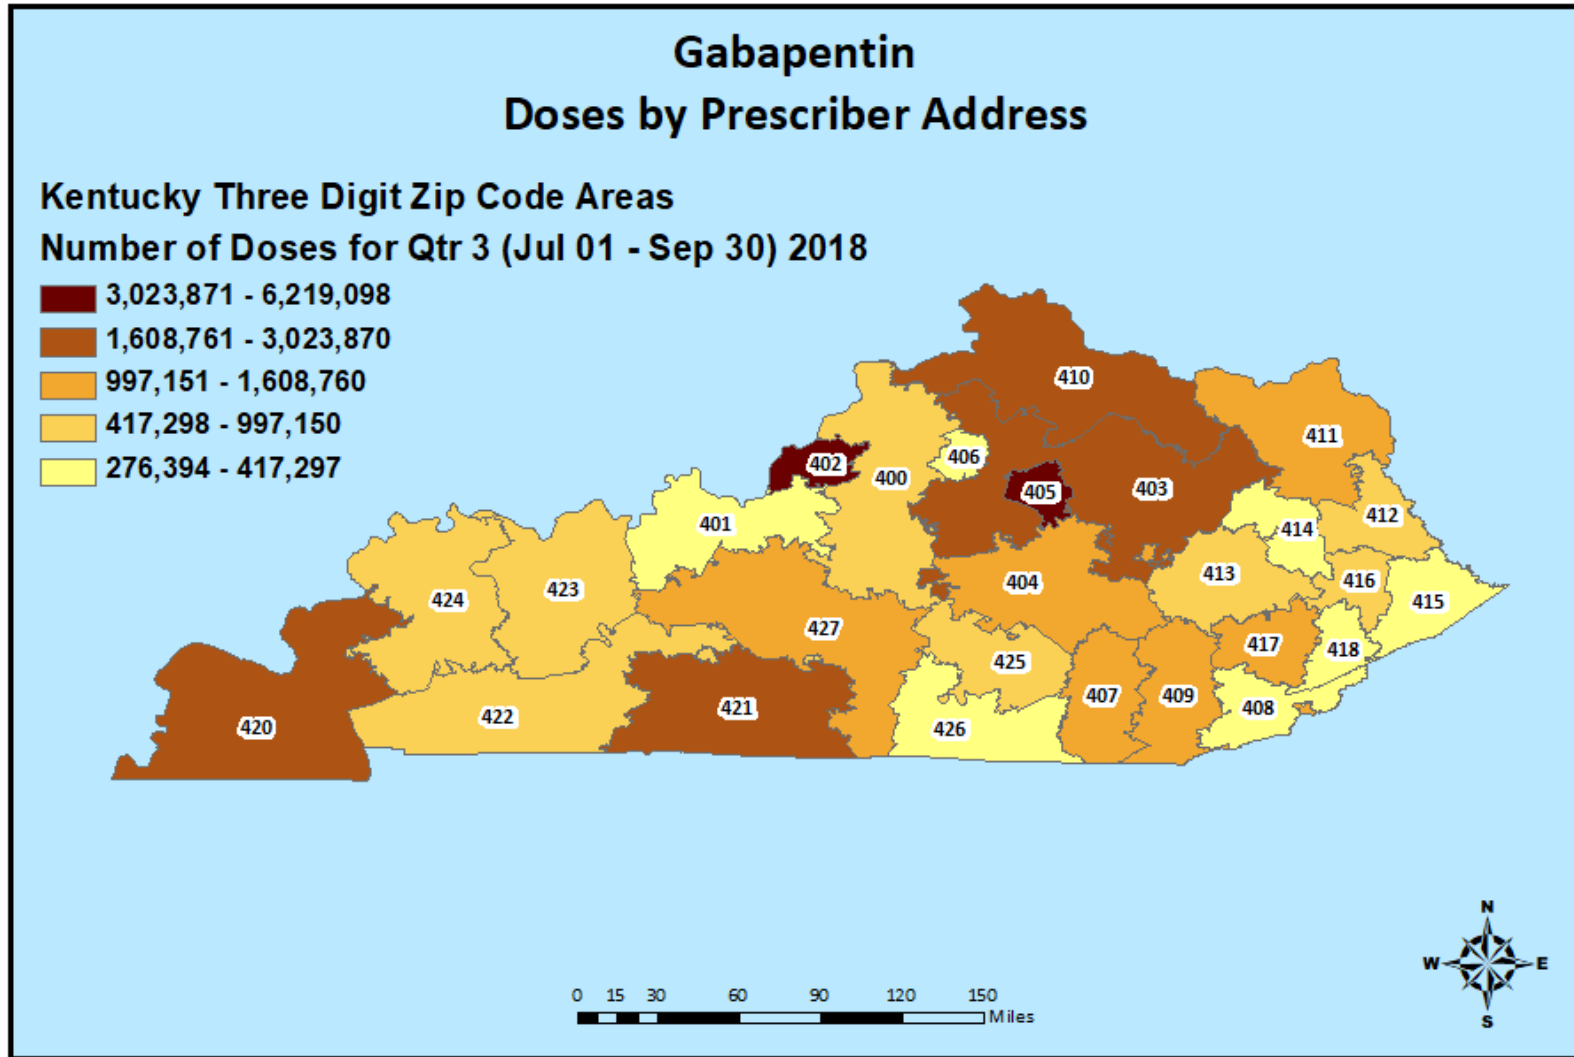 Gabapentin
Doses by Prescriber Address
Kentucky Three Digit Zip Code Areas
Number of Doses for Qtr 3 (Jul 01 - Sep 30) 2018
3,023,871 - 6,219,098
1,608,761 - 3,023,870
997,151 - 1,608,760
417,298 - 997,150
276,394 - 417,297
410
411
406
402
400
405
403
412
401
414
413
404
416
423
424
415
427
417
418
425
407
409
421
408
422
420
426
N
W E
S
0 15 30 60 90 120 150
Miles